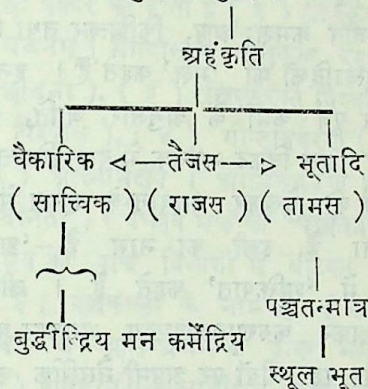 अहंकृति
वैकारिक <—तैजस—> भूतादि
( सात्त्विक ) ( राजस ) ( तामस )
पञ्चतन्मात्र
बुद्धीन्द्रिय मन कर्मेंद्रिय
स्थूल भूत